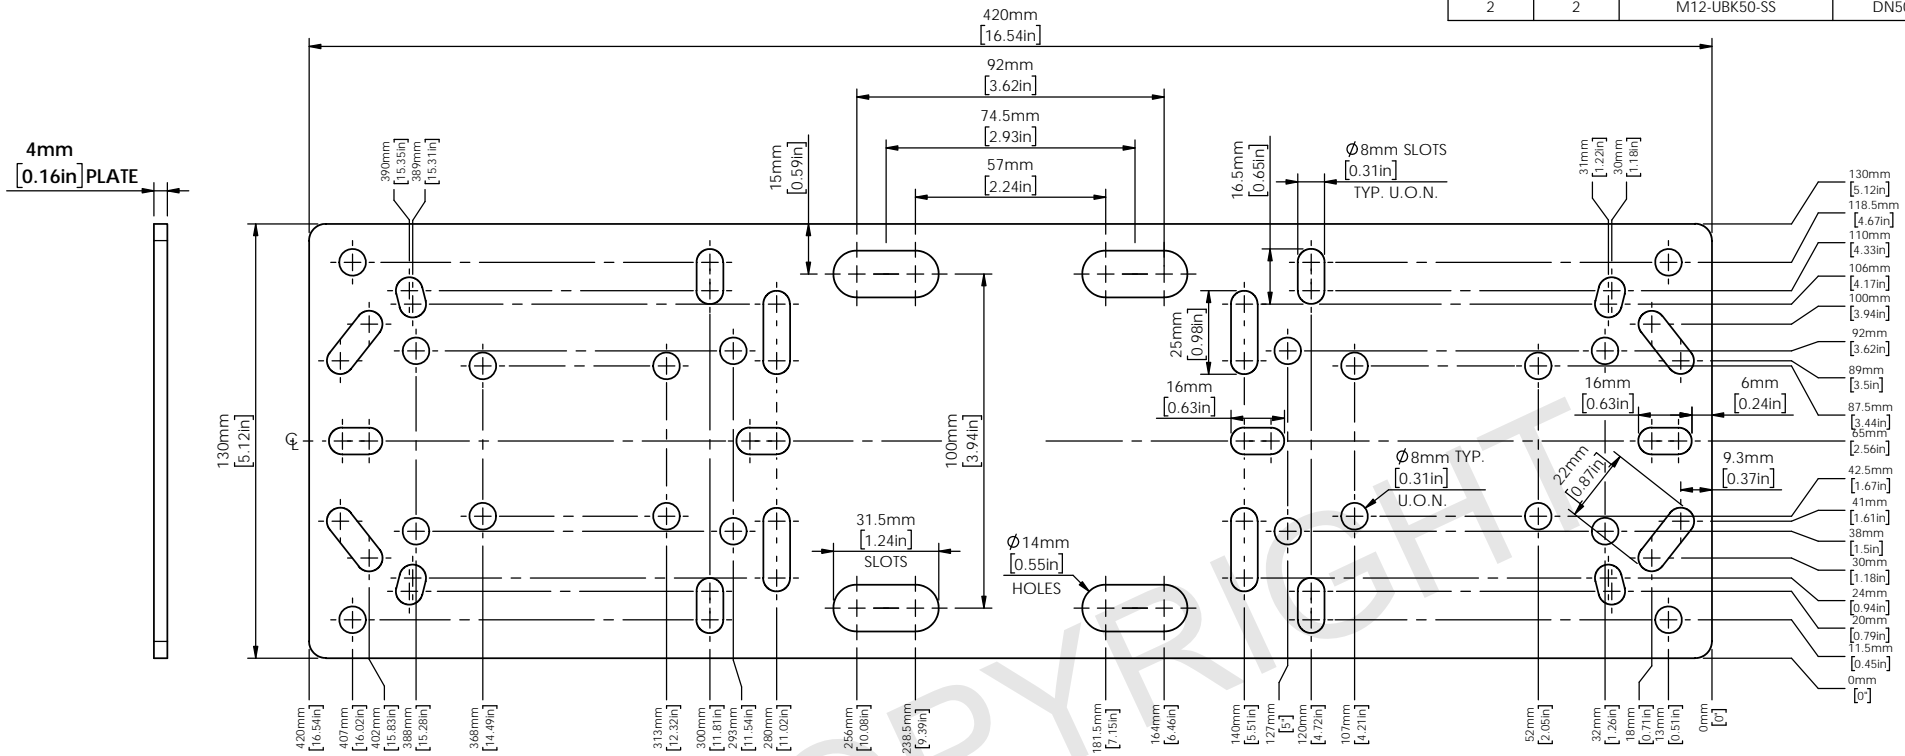 2 2 M12-UBK50-SS DN50
420mm
[16.54in]
92mm
[3.62in]
74.5mm
[2.93in]
57mm
[2.24in]
4mm
[0.16in] PLATE
390mm
[15.35in]
389mm
[15.31in]
15mm
[0.59in]
16.5mm
[0.65in]
Ø8mm SLOTS
[0.31in]
TYP. U.O.N.
31mm
[1.22in]
30mm
[1.18in]
130mm
[5.12in]
118.5mm
[4.67in]
110mm
[4.33in]
106mm
[4.17in]
100mm
[3.94in]
92mm
[3.62in]
89mm
[3.5in]
87.5mm
[3.44in]
65mm
[2.56in]
42.5mm
[1.67in]
41mm
[1.61in]
38mm
[1.5in]
30mm
[1.18in]
24mm
[0.94in]
20mm
[0.79in]
11.5mm
[0.45in]
0mm
[0"]
25mm
[0.98in]
16mm
[0.63in]
16mm
[0.63in]
6mm
[0.24in]
130mm
[5.12in]
℄
100mm
[3.94in]
Ø8mm TYP.
[0.31in]
U.O.N.
22mm
[0.87in]
9.3mm
[0.37in]
31.5mm
[1.24in]
SLOTS
Ø14mm
[0.55in]
HOLES
420mm
[16.54in]
407mm
[16.02in]
402mm
[15.83in]
388mm
[15.28in]
368mm
[14.49in]
313mm
[12.32in]
300mm
[11.81in]
293mm
[11.54in]
280mm
[11.02in]
256mm
[10.08in]
238.5mm
[9.39in]
181.5mm
[7.15in]
164mm
[6.46in]
140mm
[5.51in]
127mm
[5"]
120mm
[4.72in]
107mm
[4.21in]
52mm
[2.05in]
32mm
[1.26in]
18mm
[0.71in]
13mm
[0.51in]
0mm
[0"]
OPYRIGHT